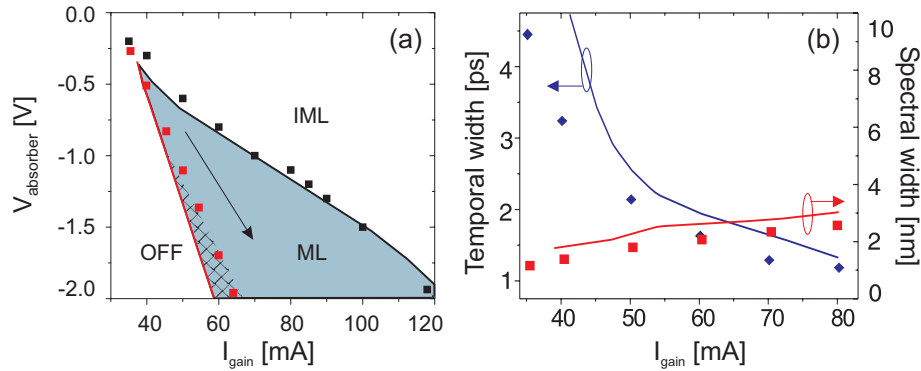 (a)
0.0
-0.5
-1.0
-1.5
-2.0
V_absorber [V]
IML
OFF
ML
40 60 80 100 120
I_gain [mA]
(b)
4
3
2
1
Temporal width [ps]
10
8
6
4
2
0
Spectral width [nm]
40 50 60 70 80
I_gain [mA]